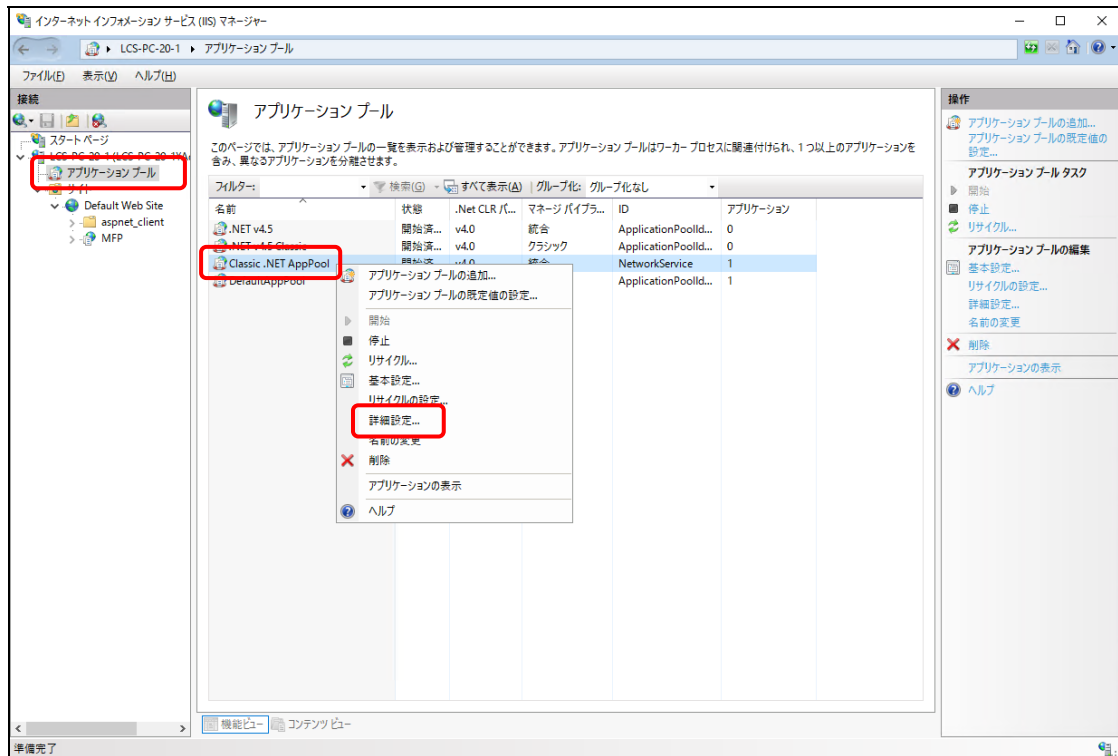 インターネット インフォメーション サービス (IIS) マネージャー
LCS-PC-20-1 アプリケーション プール
ファイル(F) 表示(V) ヘルプ(H)
接続
スタート ページ
LCS-PC-20-1 (LCS-PC-20-1\A
アプリケーション プール
サイト
Default Web Site
aspnet_client
MFP
アプリケーション プール
このページでは、アプリケーション プールの一覧を表示および管理することができます。アプリケーション プールはワーカー プロセスに関連付けられ、1 つ以上のアプリケーションを
含み、異なるアプリケーションを分離させます。
フィルター: 検索(G) すべて表示(A) グループ化: グループ化なし
名前 状態 .Net CLR バ... マネージ パイプラ... ID アプリケーション
.NET v4.5 開始済... v4.0 統合 ApplicationPoolId... 0
.NET v4.5 Classic 開始済... v4.0 クラシック ApplicationPoolId... 0
Classic .NET AppPool 開始済... v4.0 統合 NetworkService 1
DefaultAppPool ApplicationPoolId... 1
アプリケーション プールの追加...
アプリケーション プールの既定値の設定...
開始
停止
リサイクル...
基本設定...
リサイクルの設定...
詳細設定...
名前の変更
削除
アプリケーションの表示
ヘルプ
機能ビュー コンテンツ ビュー
操作
アプリケーション プールの追加...
アプリケーション プールの既定値の
設定...
アプリケーション プール タスク
開始
停止
リサイクル...
アプリケーション プールの編集
基本設定...
リサイクルの設定...
詳細設定...
名前の変更
削除
アプリケーションの表示
ヘルプ
準備完了